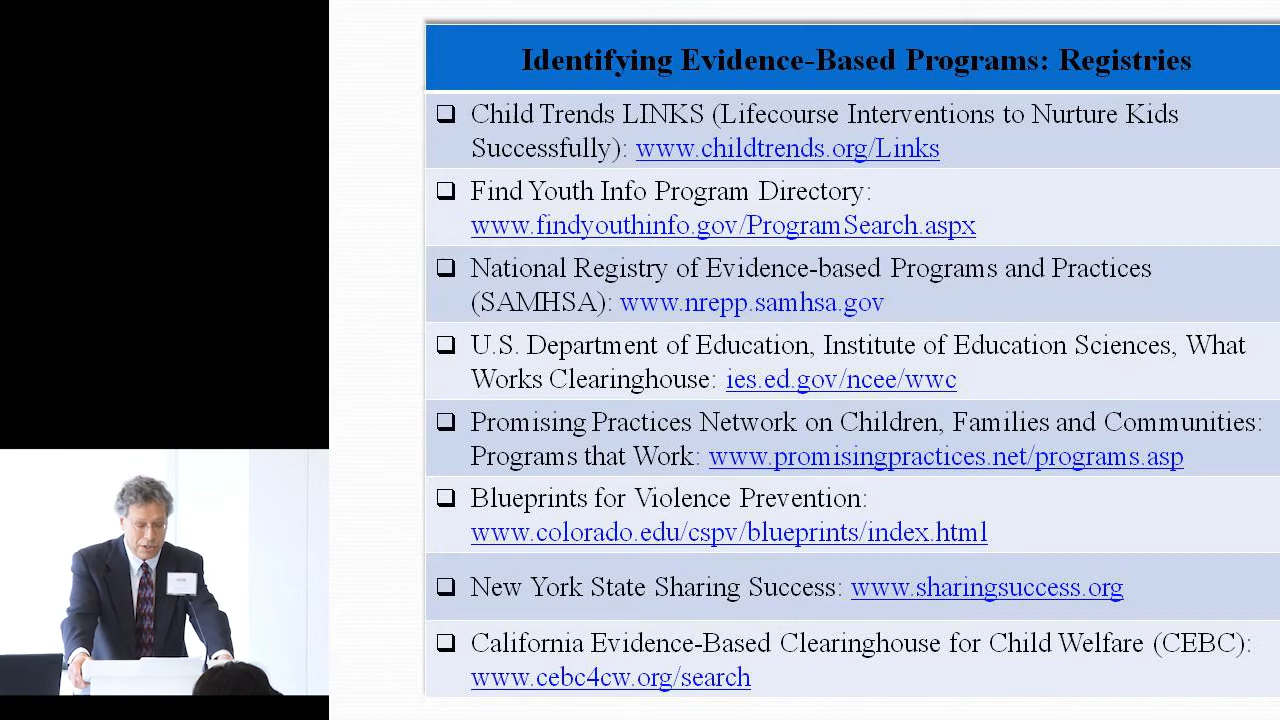 Identifying Evidence-Based Programs: Registries
Child Trends LINKS (Lifecourse Interventions to Nurture Kids
Successfully): www.childtrends.org/Links
Find Youth Info Program Directory:
www.findyouthinfo.gov/ProgramSearch.aspx
National Registry of Evidence-based Programs and Practices
(SAMHSA): www.nrepp.samhsa.gov
U.S. Department of Education, Institute of Education Sciences, What
Works Clearinghouse: ies.ed.gov/ncee/wwc
Promising Practices Network on Children, Families and Communities:
Programs that Work: www.promisingpractices.net/programs.asp
Blueprints for Violence Prevention:
www.colorado.edu/cspv/blueprints/index.html
New York State Sharing Success: www.sharingsuccess.org
California Evidence-Based Clearinghouse for Child Welfare (CEBC):
www.cebc4cw.org/search